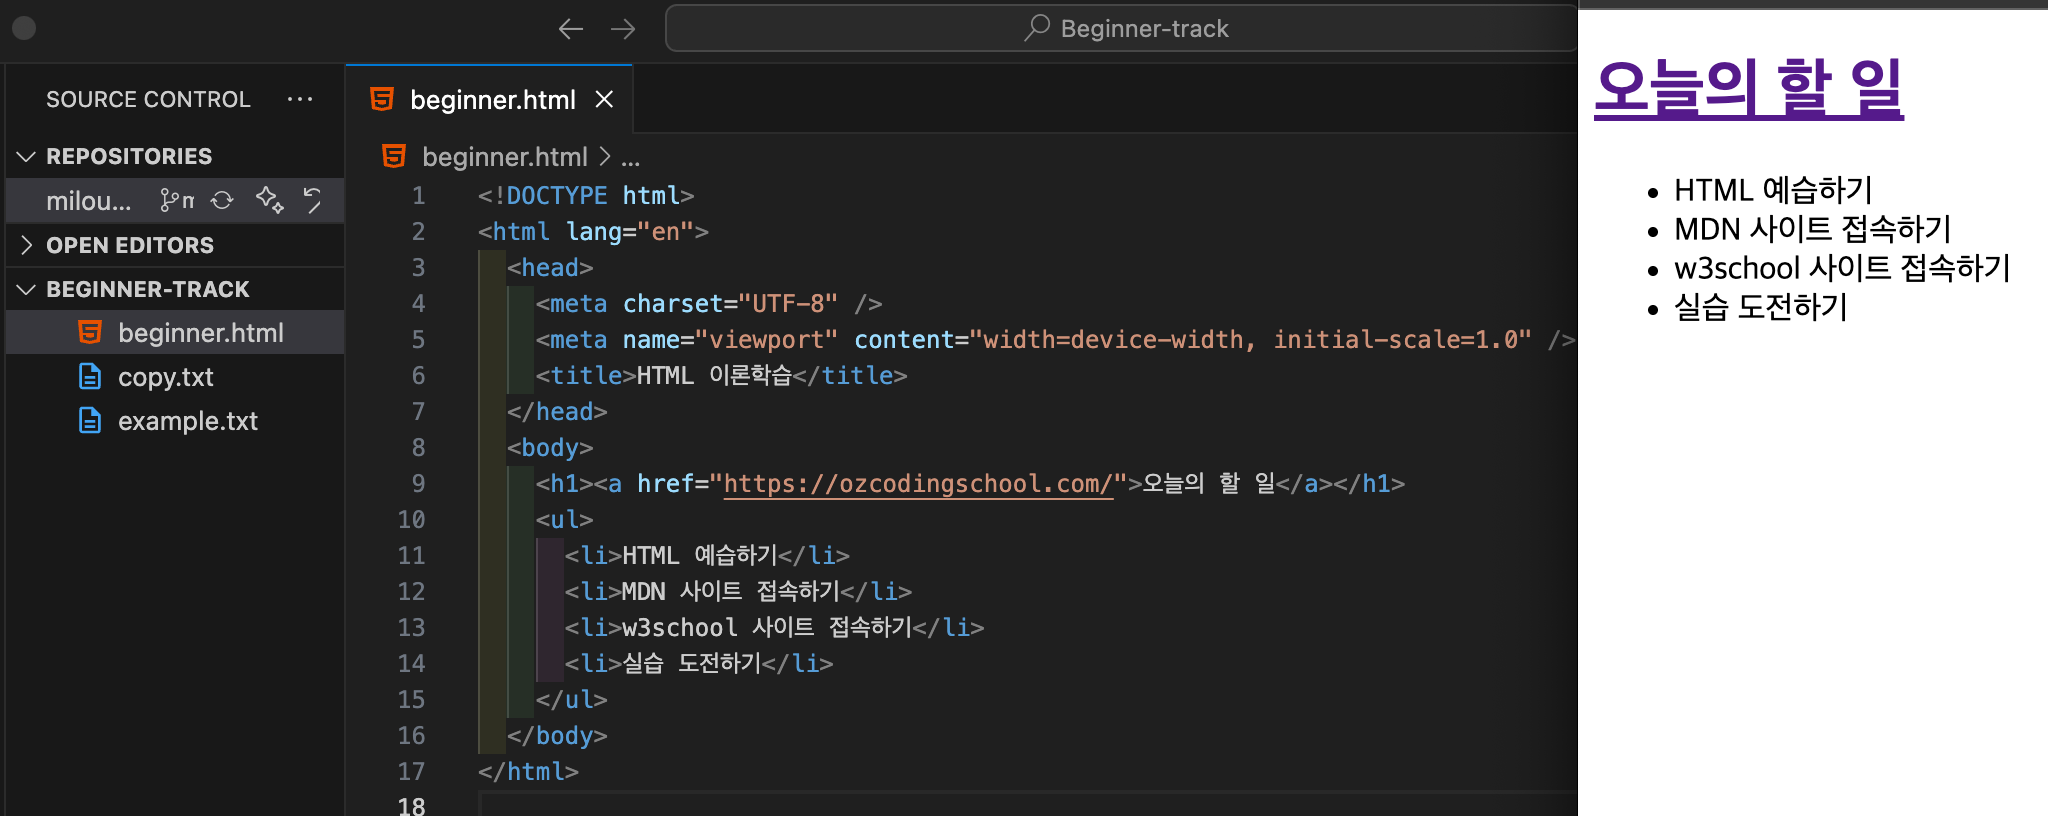 Beginner-track
SOURCE CONTROL ...
REPOSITORIES
milou... m
OPEN EDITORS
BEGINNER-TRACK
beginner.html
copy.txt
example.txt
beginner.html
beginner.html > ...
1 <!DOCTYPE html>
2 <html lang="en">
3 <head>
4 <meta charset="UTF-8" />
5 <meta name="viewport" content="width=device-width, initial-scale=1.0" />
6 <title>HTML 이론학습</title>
7 </head>
8 <body>
9 <h1><a href="https://ozcodingschool.com/">오늘의 할 일</a></h1>
10 <ul>
11 <li>HTML 예습하기</li>
12 <li>MDN 사이트 접속하기</li>
13 <li>w3school 사이트 접속하기</li>
14 <li>실습 도전하기</li>
15 </ul>
16 </body>
17 </html>
18
오늘의 할 일
• HTML 예습하기
• MDN 사이트 접속하기
• w3school 사이트 접속하기
• 실습 도전하기